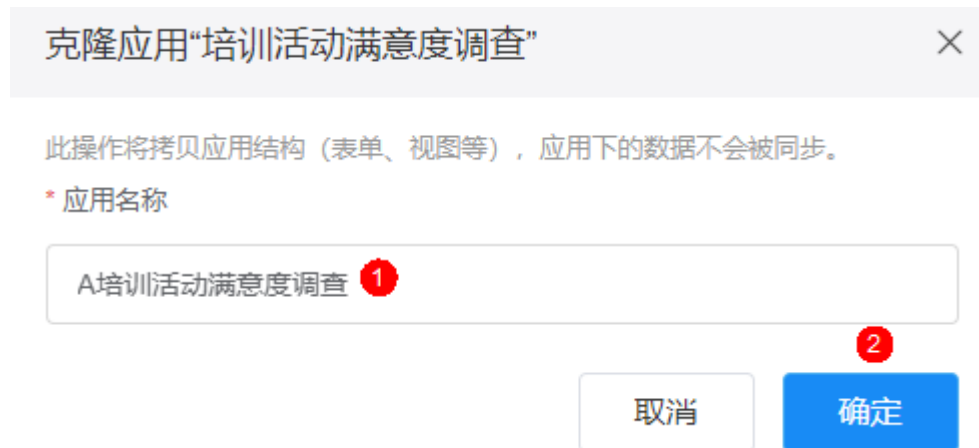 克隆应用“培训活动满意度调查”
此操作将拷贝应用结构（表单、视图等），应用下的数据不会被同步。
* 应用名称
A培训活动满意度调查 1
2
取消 确定